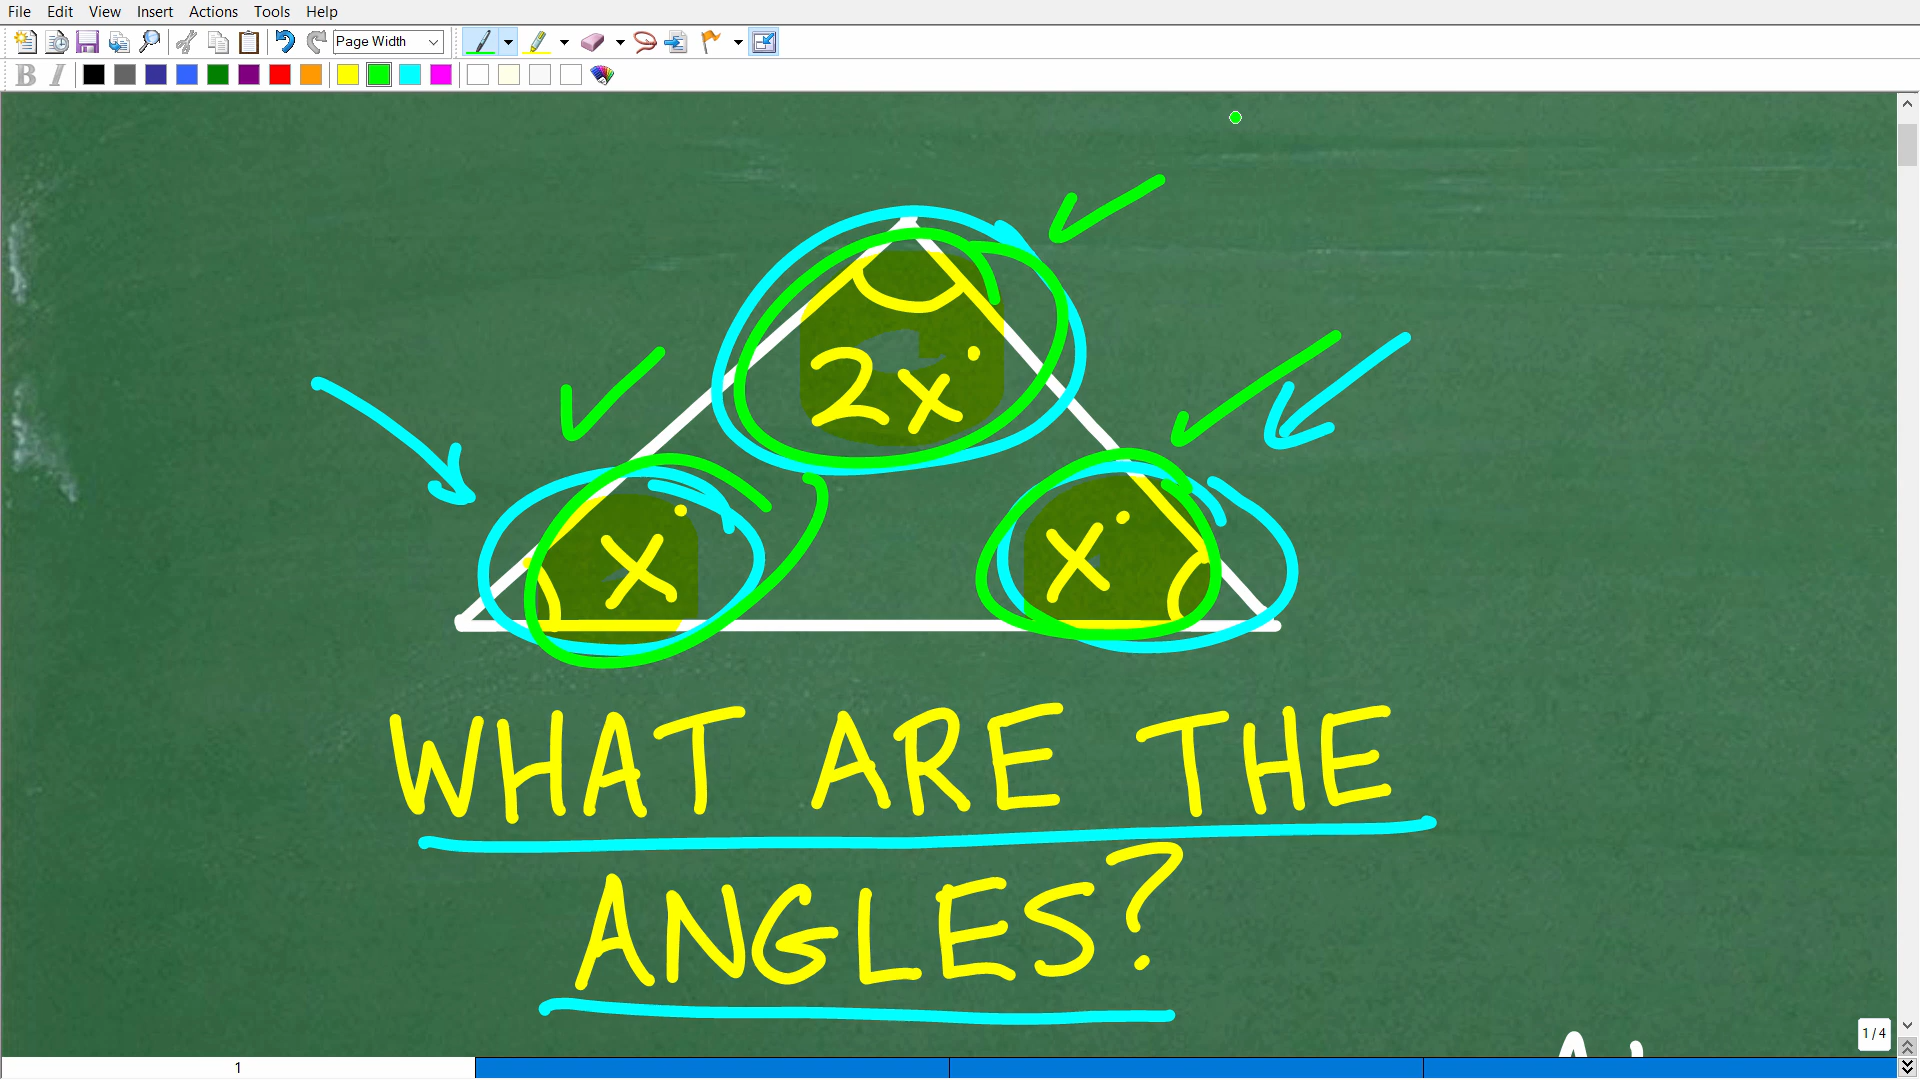 File Edit View Insert Actions Tools Help
Page Width
B I
2x°
x° x°
WHAT ARE THE
ANGLES?
1 / 4
1